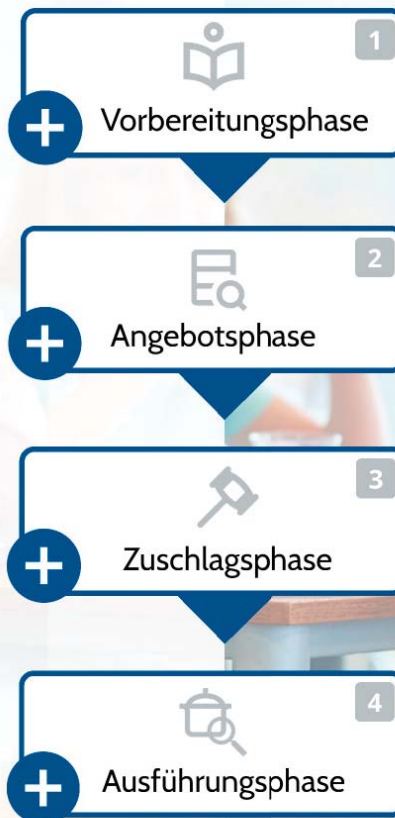 1
Vorbereitungsphase
2
Angebotsphase
3
Zuschlagsphase
4
Ausführungsphase